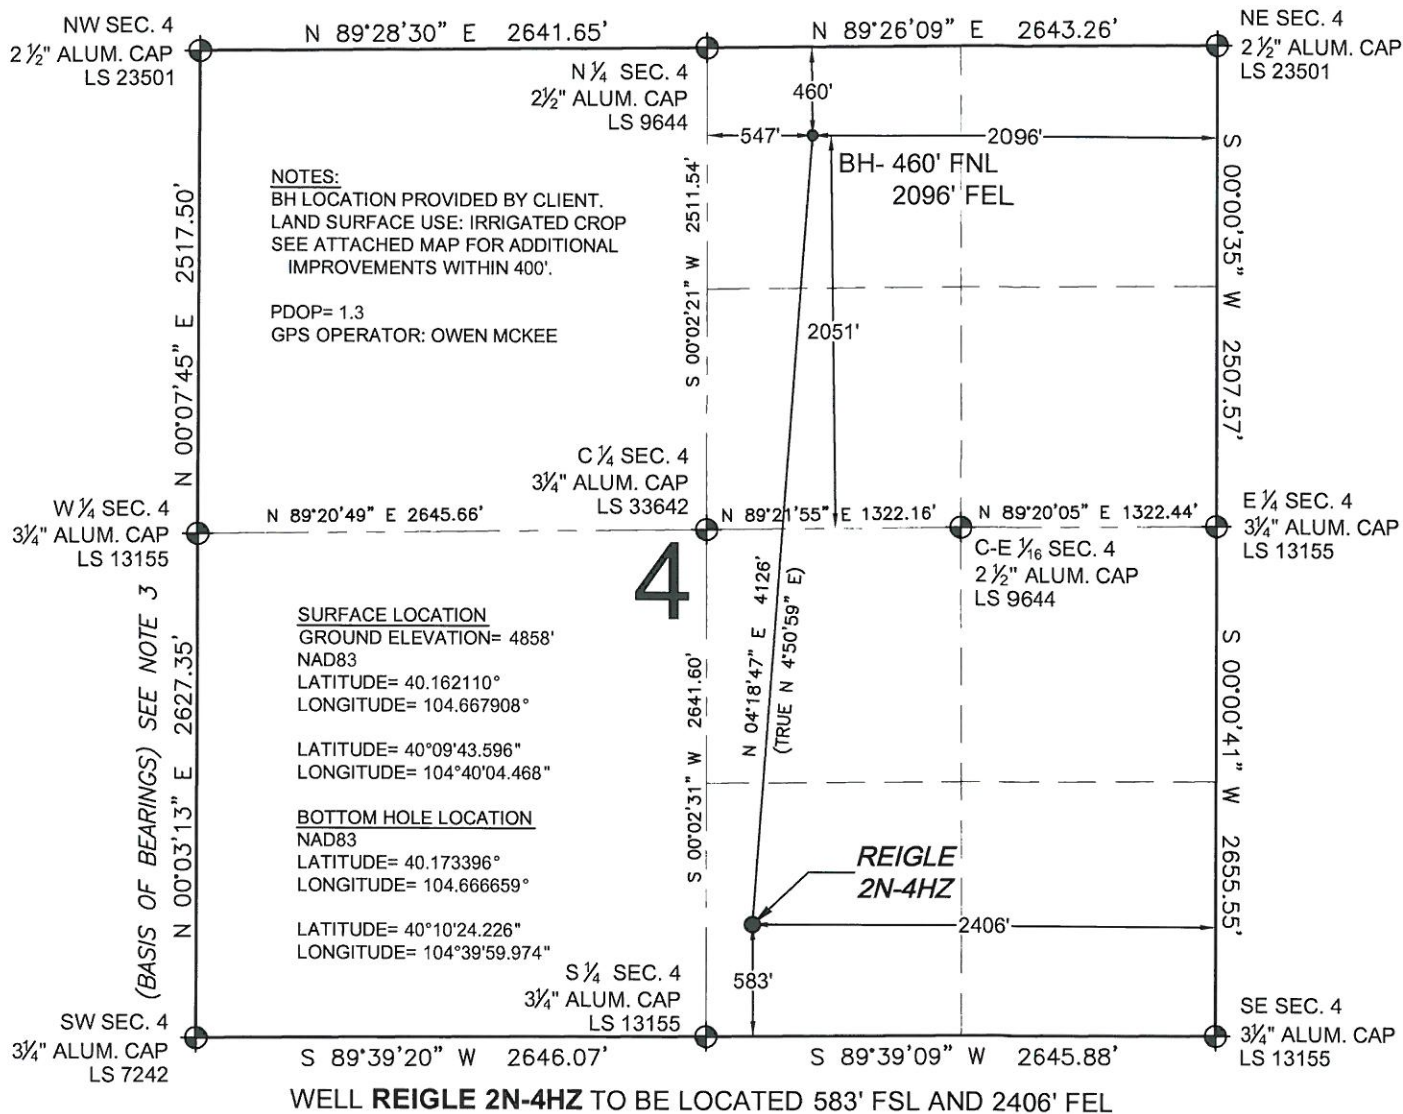 NW SEC. 4
2 ½" ALUM. CAP
LS 23501
N 89°28'30" E 2641.65'
N 89°26'09" E 2643.26'
NE SEC. 4
2 ½" ALUM. CAP
LS 23501
N ¼ SEC. 4
2½" ALUM. CAP
LS 9644
460'
547'
2096'
BH- 460' FNL
2096' FEL
NOTES:
BH LOCATION PROVIDED BY CLIENT.
LAND SURFACE USE: IRRIGATED CROP
SEE ATTACHED MAP FOR ADDITIONAL
IMPROVEMENTS WITHIN 400'.
PDOP= 1.3
GPS OPERATOR: OWEN MCKEE
N 00°07'45" E 2517.50'
S 00°02'21" W 2511.54'
2051'
S 00°00'35" W 2507.57'
W ¼ SEC. 4
3¼" ALUM. CAP
LS 13155
N 89°20'49" E 2645.66'
C ¼ SEC. 4
3¼" ALUM. CAP
LS 33642
N 89°21'55" E 1322.16'
N 89°20'05" E 1322.44'
E ¼ SEC. 4
3¼" ALUM. CAP
LS 13155
C-E 1⁄16 SEC. 4
2 ½" ALUM. CAP
LS 9644
4
(BASIS OF BEARINGS) SEE NOTE 3
N 00°03'13" E 2627.35'
SURFACE LOCATION
GROUND ELEVATION= 4858'
NAD83
LATITUDE= 40.162110°
LONGITUDE= 104.667908°
LATITUDE= 40°09'43.596"
LONGITUDE= 104°40'04.468"
BOTTOM HOLE LOCATION
NAD83
LATITUDE= 40.173396°
LONGITUDE= 104.666659°
LATITUDE= 40°10'24.226"
LONGITUDE= 104°39'59.974"
S 00°02'31" W 2641.60'
N 04°18'47" E 4126'
(TRUE N 4°50'59" E)
S 00°00'41" W 2655.55'
REIGLE
2N-4HZ
2406'
583'
S ¼ SEC. 4
3¼" ALUM. CAP
LS 13155
SW SEC. 4
3¼" ALUM. CAP
LS 7242
S 89°39'20" W 2646.07'
S 89°39'09" W 2645.88'
SE SEC. 4
3¼" ALUM. CAP
LS 13155
WELL REIGLE 2N-4HZ TO BE LOCATED 583' FSL AND 2406' FEL